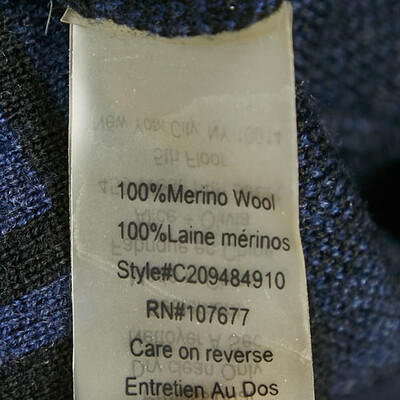 100%Merino Wool
100%Laine mérinos
Style#C209484910
RN#107677
Care on reverse
Entretien Au Dos